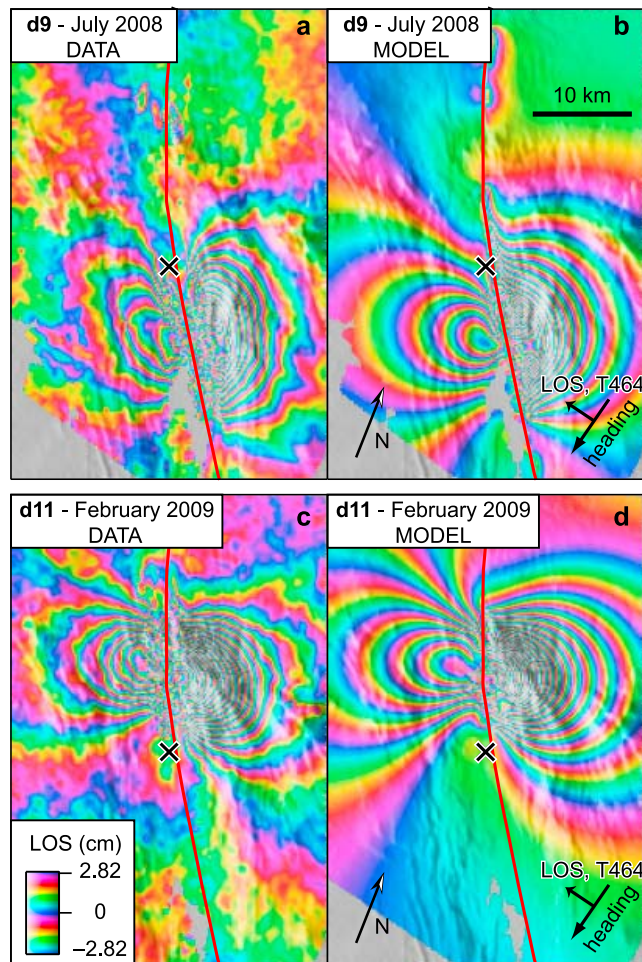 d9 - July 2008
DATA
a
d9 - July 2008
MODEL
b
10 km
LOS, T464
heading
N
d11 - February 2009
DATA
c
d11 - February 2009
MODEL
d
LOS (cm)
2.82
0
−2.82
LOS, T464
heading
N